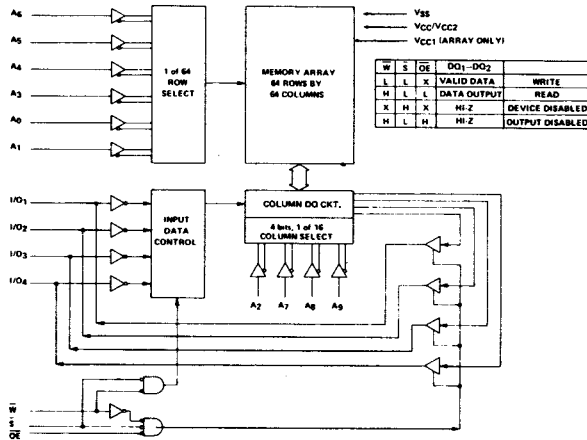 A6
A5
A4
A3
A0
A1
1 of 64
ROW
SELECT
MEMORY ARRAY
64 ROWS BY
64 COLUMNS
VSS
VCC/VCC2
VCC1 (ARRAY ONLY)
W S OE DQ1-DQ2
L L X VALID DATA WRITE
H L L DATA OUTPUT READ
X H X HI-Z DEVICE DISABLED
H L H HI-Z OUTPUT DISABLED
I/O1
I/O2
I/O3
I/O4
INPUT
DATA
CONTROL
COLUMN DQ CKT.
4 bits, 1 of 16
COLUMN SELECT
A2 A7 A8 A9
W
S
OE